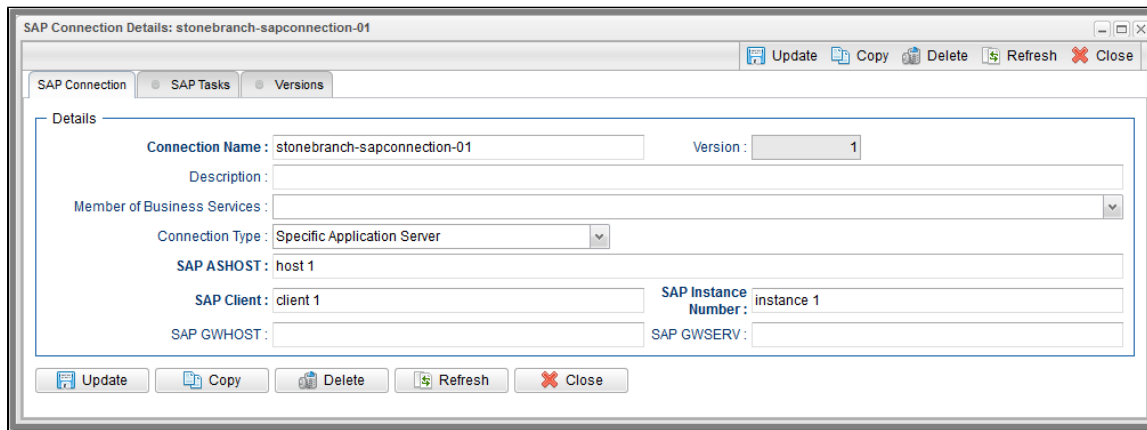 SAP Connection Details: stonebranch-sapconnection-01
Update Copy Delete Refresh Close
SAP Connection SAP Tasks Versions
Details
Connection Name : stonebranch-sapconnection-01 Version : 1
Description :
Member of Business Services :
Connection Type : Specific Application Server
SAP ASHOST : host 1
SAP Client : client 1 SAP Instance Number : instance 1
SAP GWHOST : SAP GWSERV :
Update Copy Delete Refresh Close